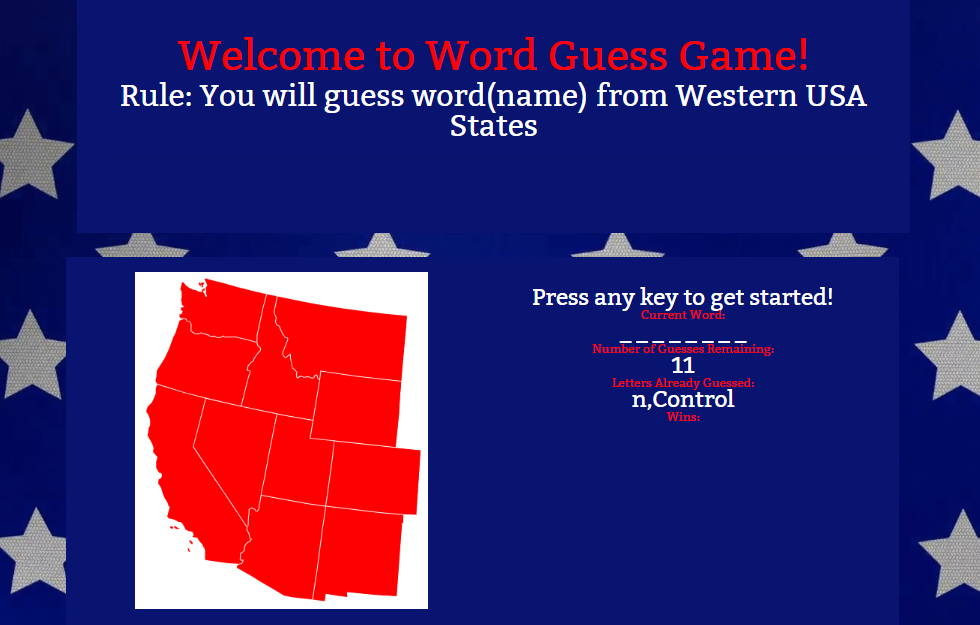 Welcome to Word Guess Game!
Rule: You will guess word(name) from Western USA
States
Press any key to get started!
Current Word:
_ _ _ _ _ _ _ _
Number of Guesses Remaining:
11
Letters Already Guessed:
n,Control
Wins: